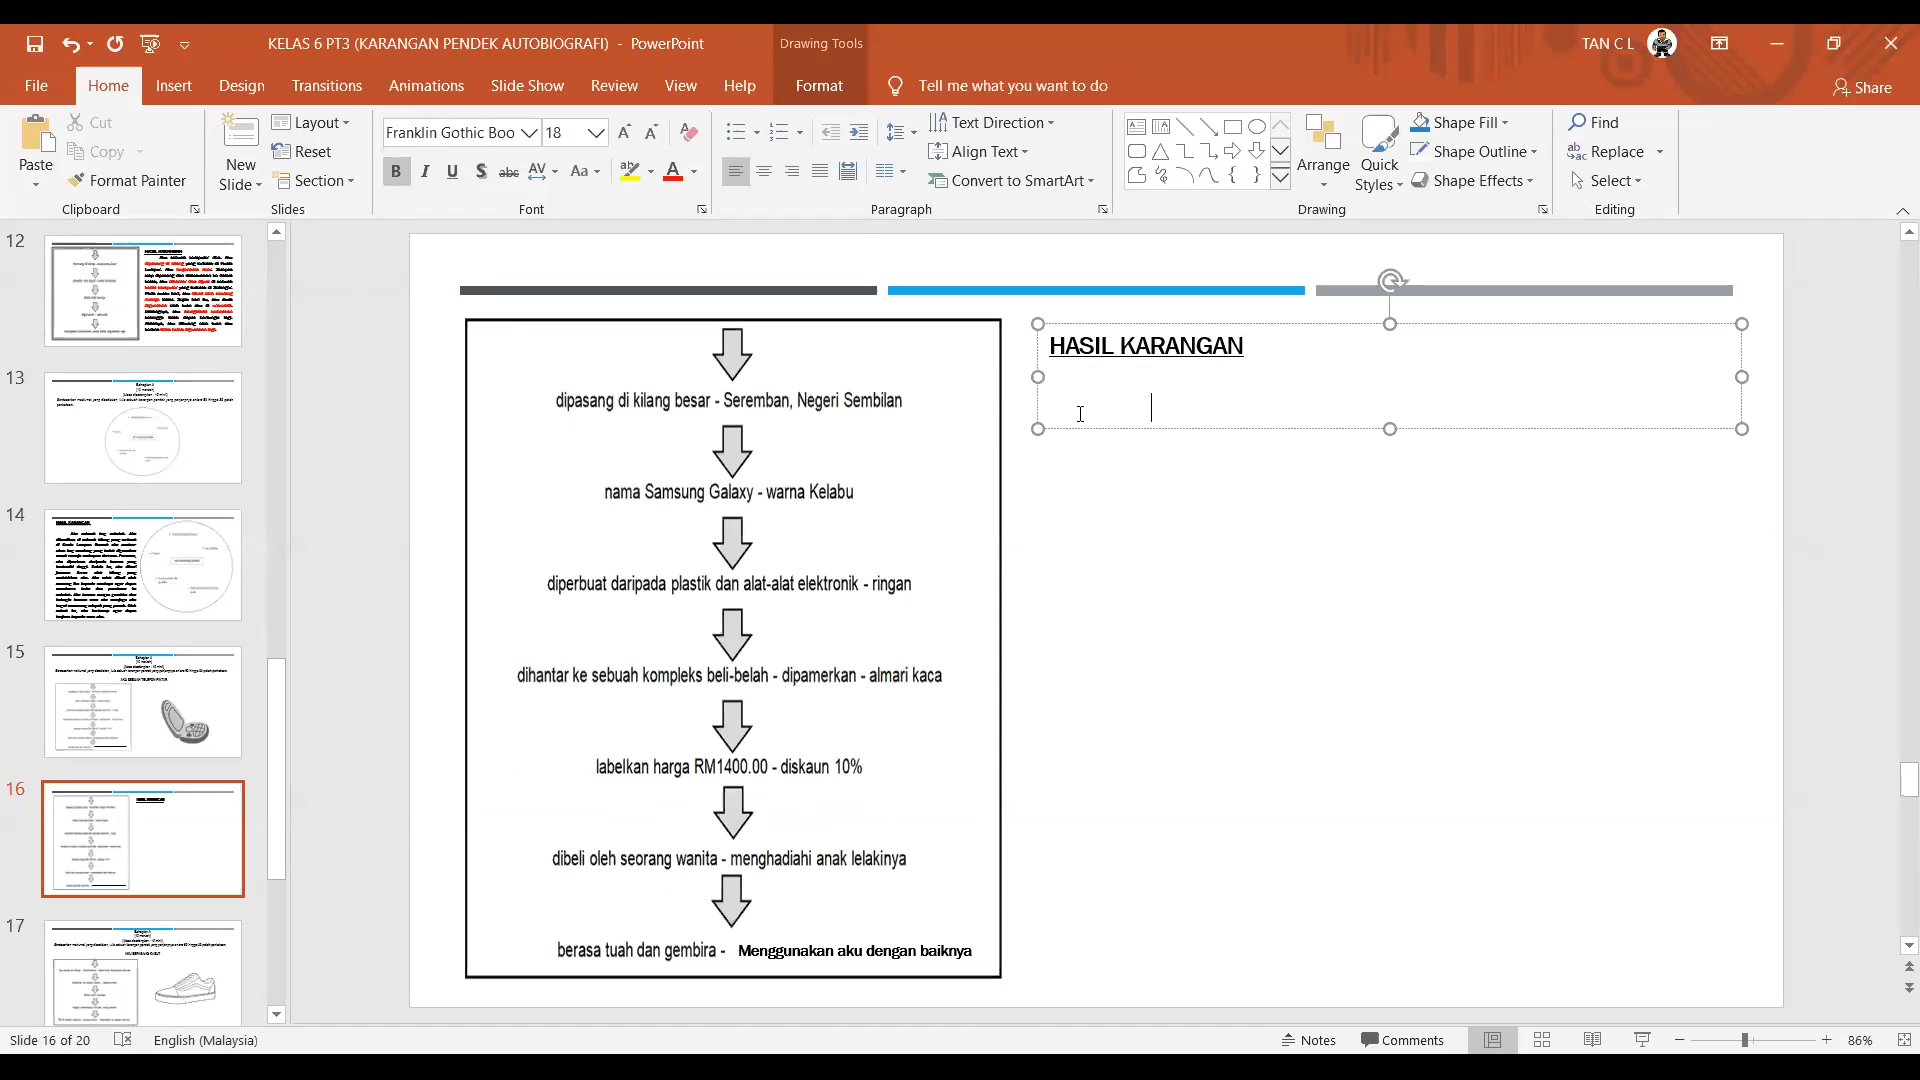 KELAS 6 PT3 (KARANGAN PENDEK AUTOBIOGRAFI) - PowerPoint
Drawing Tools
TAN C L
File
Home
Insert
Design
Transitions
Animations
Slide Show
Review
View
Help
Format
Tell me what you want to do
Share
Paste
Cut
Copy
Format Painter
Clipboard
New Slide
Layout
Reset
Section
Slides
Franklin Gothic Boo
18
Font
Text Direction
Align Text
Convert to SmartArt
Paragraph
Arrange
Quick Styles
Shape Fill
Shape Outline
Shape Effects
Drawing
Find
Replace
Select
Editing
12
13
14
15
16
17
dipasang di kilang besar - Seremban, Negeri Sembilan
nama Samsung Galaxy - warna Kelabu
diperbuat daripada plastik dan alat-alat elektronik - ringan
dihantar ke sebuah kompleks beli-belah - dipamerkan - almari kaca
labelkan harga RM1400.00 - diskaun 10%
dibeli oleh seorang wanita - menghadiahi anak lelakinya
berasa tuah dan gembira - Menggunakan aku dengan baiknya
HASIL KARANGAN
Slide 16 of 20
English (Malaysia)
Notes
Comments
86%